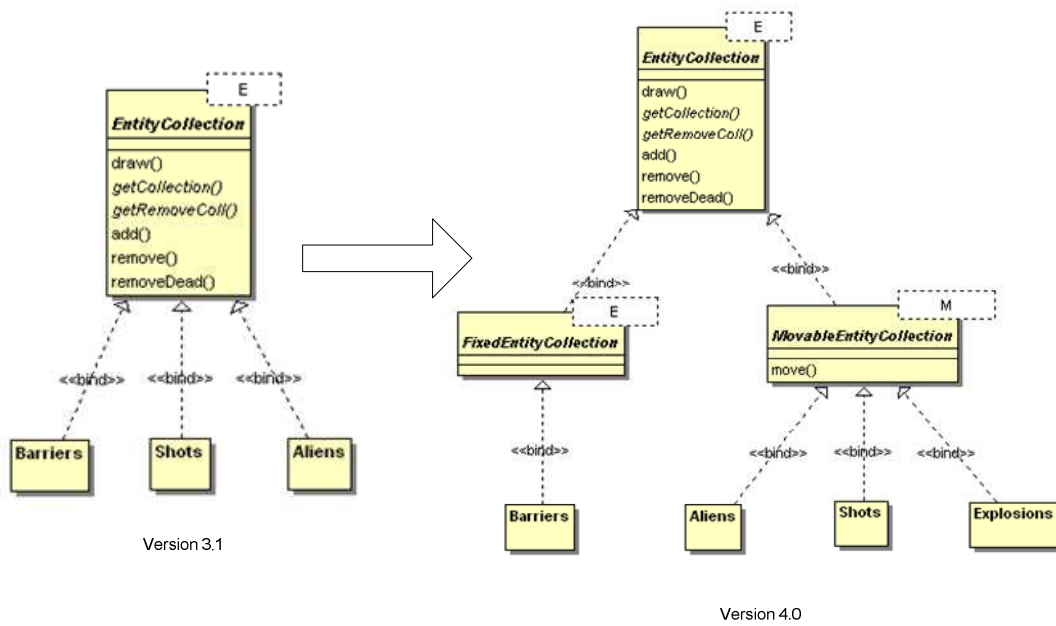 E
EntityCollection
draw()
getCollection()
getRemoveColl()
add()
remove()
removeDead()
<<bind>>
<<bind>>
<<bind>>
Barriers
Shots
Aliens
Version 3.1
E
EntityCollection
draw()
getCollection()
getRemoveColl()
add()
remove()
removeDead()
<<bind>>
<<bind>>
E
FixedEntityCollection
M
MovableEntityCollection
move()
<<bind>>
<<bind>>
<<bind>>
<<bind>>
Barriers
Aliens
Shots
Explosions
Version 4.0